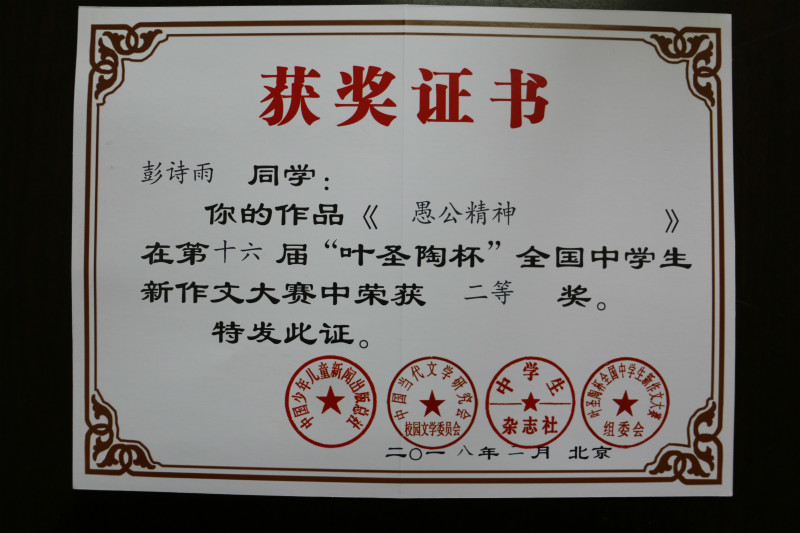 获奖证书
彭诗雨 同学：
你的作品《 愚公精神 》
在第十六届“叶圣陶杯”全国中学生
新作文大赛中荣获 二等 奖。
特发此证。
中国少年儿童新闻出版总社
中国当代文学研究会
校园文学委员会
中学生
杂志社
叶圣陶杯全国中学生新作文大赛
组委会
二〇一八年二月 北京